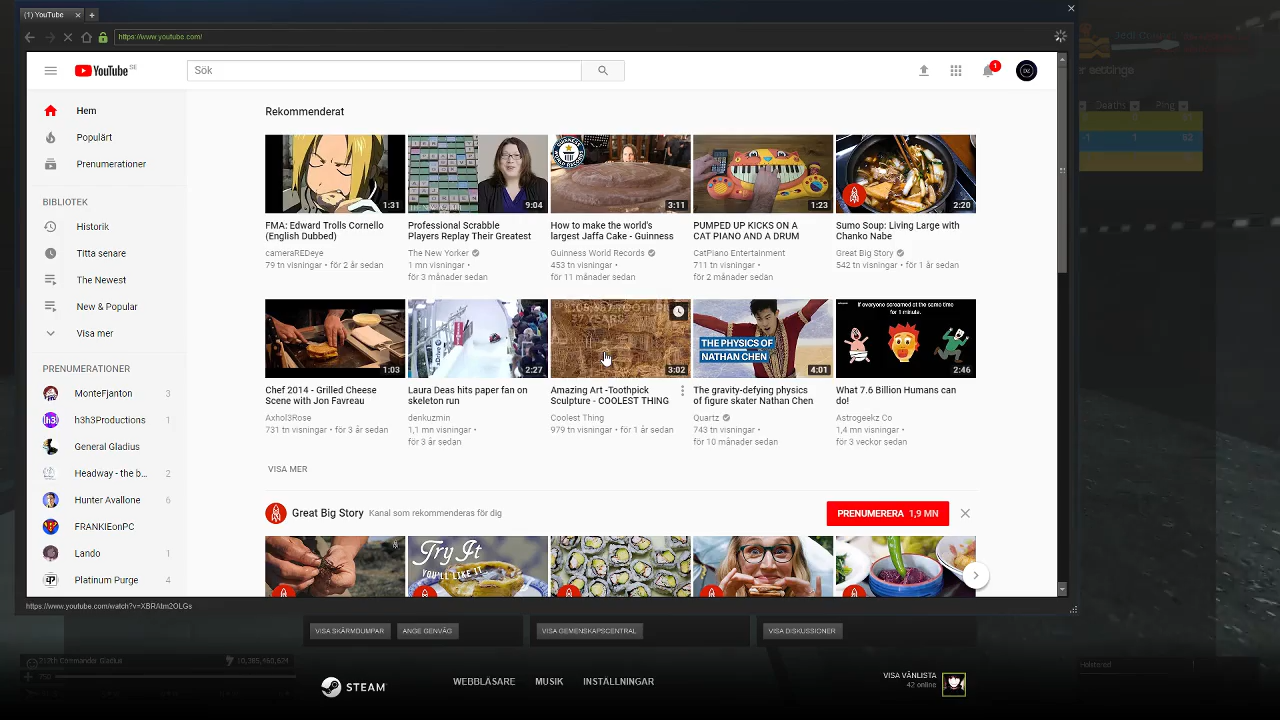 (1) YouTube
https://www.youtube.com/
YouTube SE
Sök
1
Hem
Populärt
Prenumerationer
BIBLIOTEK
Historik
Titta senare
The Newest
New & Popular
Visa mer
PRENUMERATIONER
MonteFjanton 3
h3h3Productions 1
General Gladius
Headway - the b... 2
Hunter Avallone 6
FRANKIEonPC
Lando 1
Platinum Purge 4
Rekommenderat
1:31
9:04
3:11
1:23
2:20
FMA: Edward Trolls Cornello (English Dubbed)
cameraREDeye
79 tn visningar • för 2 år sedan
Professional Scrabble Players Replay Their Greatest
The New Yorker
1 mn visningar •
för 3 månader sedan
How to make the world's largest Jaffa Cake - Guinness
Guinness World Records
453 tn visningar •
för 11 månader sedan
PUMPED UP KICKS ON A CAT PIANO AND A DRUM
CatPiano Entertainment
711 tn visningar •
för 2 månader sedan
Sumo Soup: Living Large with Chanko Nabe
Great Big Story
542 tn visningar • för 1 år sedan
1:03
2:27
3:02
THE PHYSICS OF
NATHAN CHEN
4:01
If everyone screamed at the same time
for 1 minute.
2:46
Chef 2014 - Grilled Cheese Scene with Jon Favreau
Axhol3Rose
731 tn visningar • för 3 år sedan
Laura Deas hits paper fan on skeleton run
denkuzmin
1,1 mn visningar •
för 3 år sedan
Amazing Art -Toothpick Sculpture - COOLEST THING
Coolest Thing
979 tn visningar • för 1 år sedan
The gravity-defying physics of figure skater Nathan Chen
Quartz
743 tn visningar •
för 10 månader sedan
What 7.6 Billion Humans can do!
Astrogeekz Co
1,4 mn visningar •
för 3 veckor sedan
VISA MER
Great Big Story Kanal som rekommenderas för dig
PRENUMERERA 1,9 MN
Try It
YOU'LL LIKE IT
https://www.youtube.com/watch?v=XBRAtm2OLGs
VISA SKÄRMDUMPAR
ANGE GENVÄG
VISA GEMENSKAPSCENTRAL
VISA DISKUSSIONER
STEAM
WEBBLÄSARE
MUSIK
INSTÄLLNINGAR
VISA VÄNLISTA
42 online
Deaths
Ping
-1 1 92
Holstered